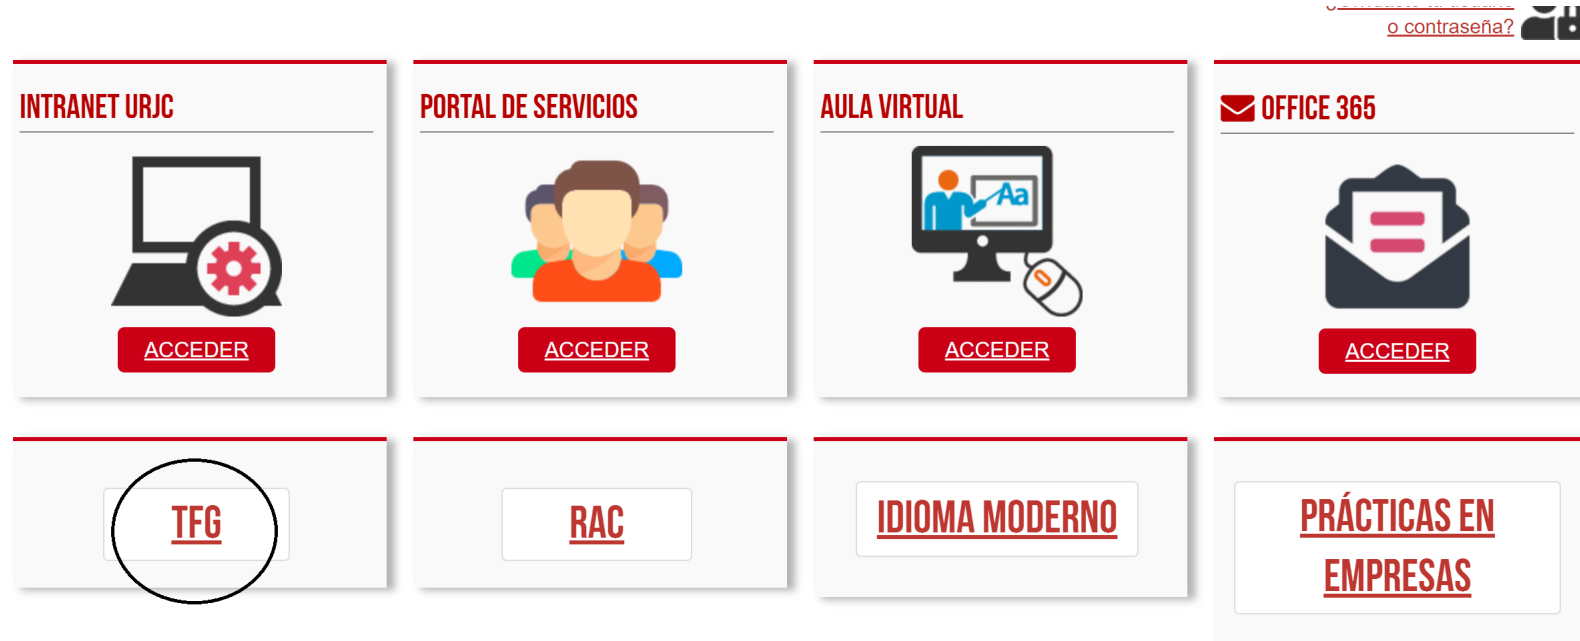 o contraseña?
INTRANET URJC
PORTAL DE SERVICIOS
AULA VIRTUAL
OFFICE 365
Aa
ACCEDER
ACCEDER
ACCEDER
ACCEDER
TFG
RAC
IDIOMA MODERNO
PRÁCTICAS EN
EMPRESAS